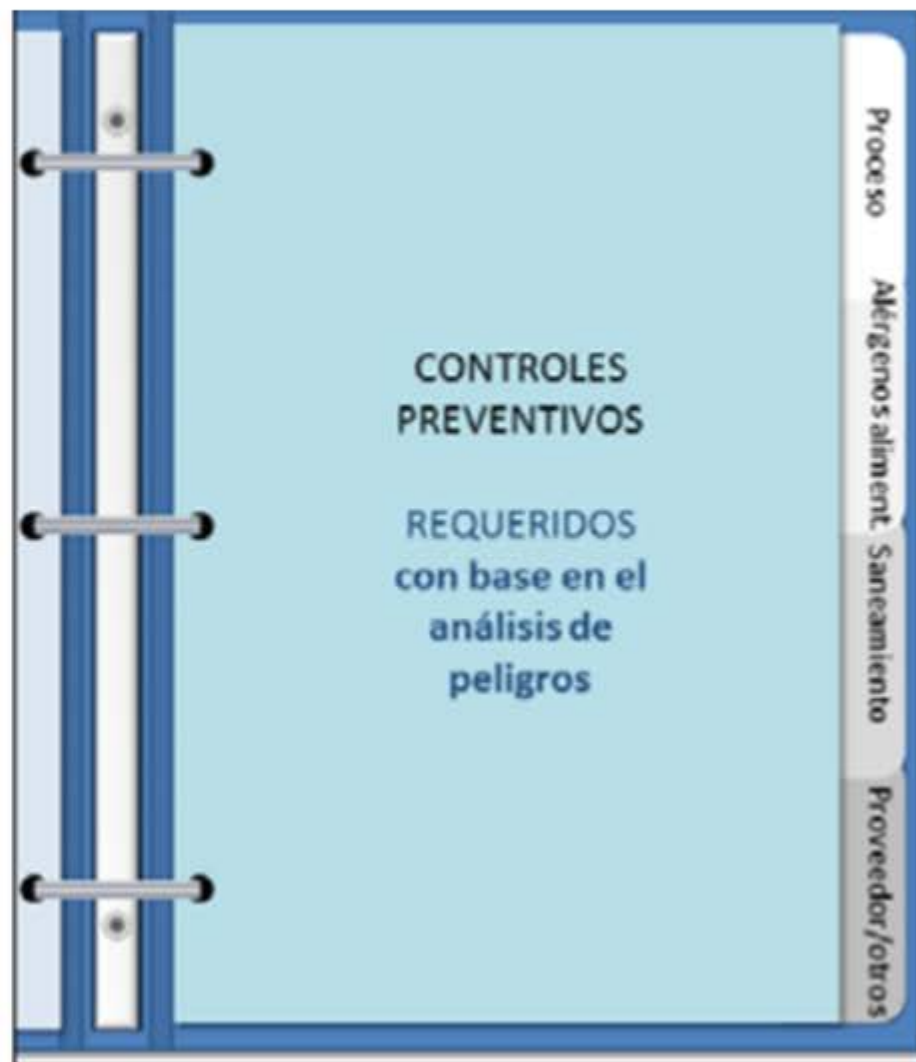 CONTROLES
PREVENTIVOS
REQUERIDOS
con base en el
análisis de
peligros
Proceso
Alérgenos aliment.
Saneamiento
Proveedor/otros